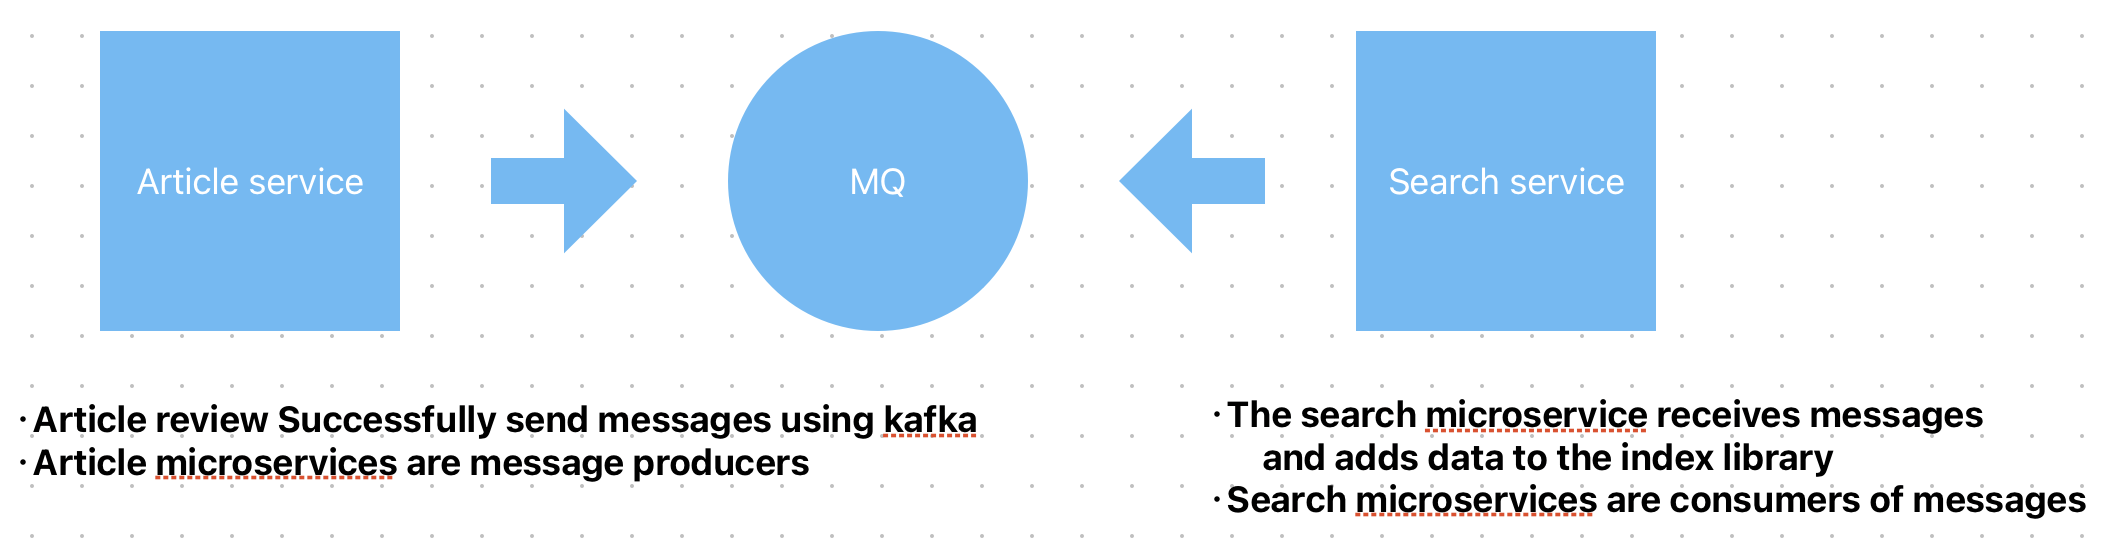 Article service
MQ
Search service
· Article review Successfully send messages using kafka
· Article microservices are message producers
· The search microservice receives messages
and adds data to the index library
· Search microservices are consumers of messages